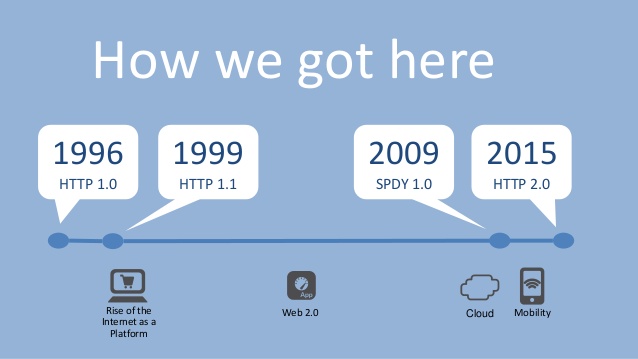 How we got here
1996
HTTP 1.0
1999
HTTP 1.1
2009
SPDY 1.0
2015
HTTP 2.0
Rise of the
Internet as a
Platform
App
Web 2.0
Cloud
Mobility